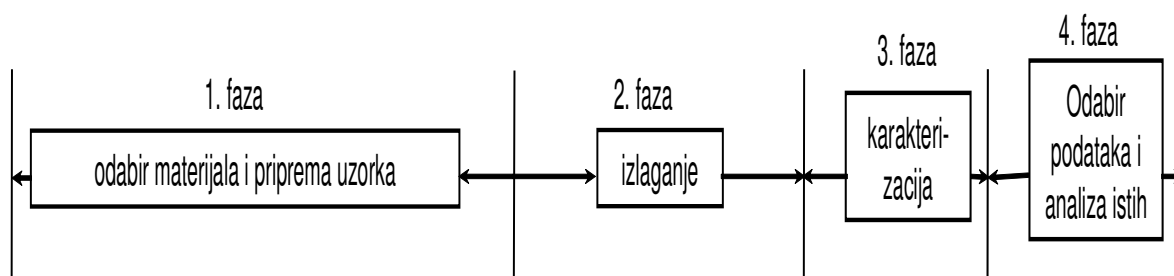 1. faza
odabir materijala i priprema uzorka
2. faza
izlaganje
3. faza
karakteri-
zacija
4. faza
Odabir
podataka i
analiza istih